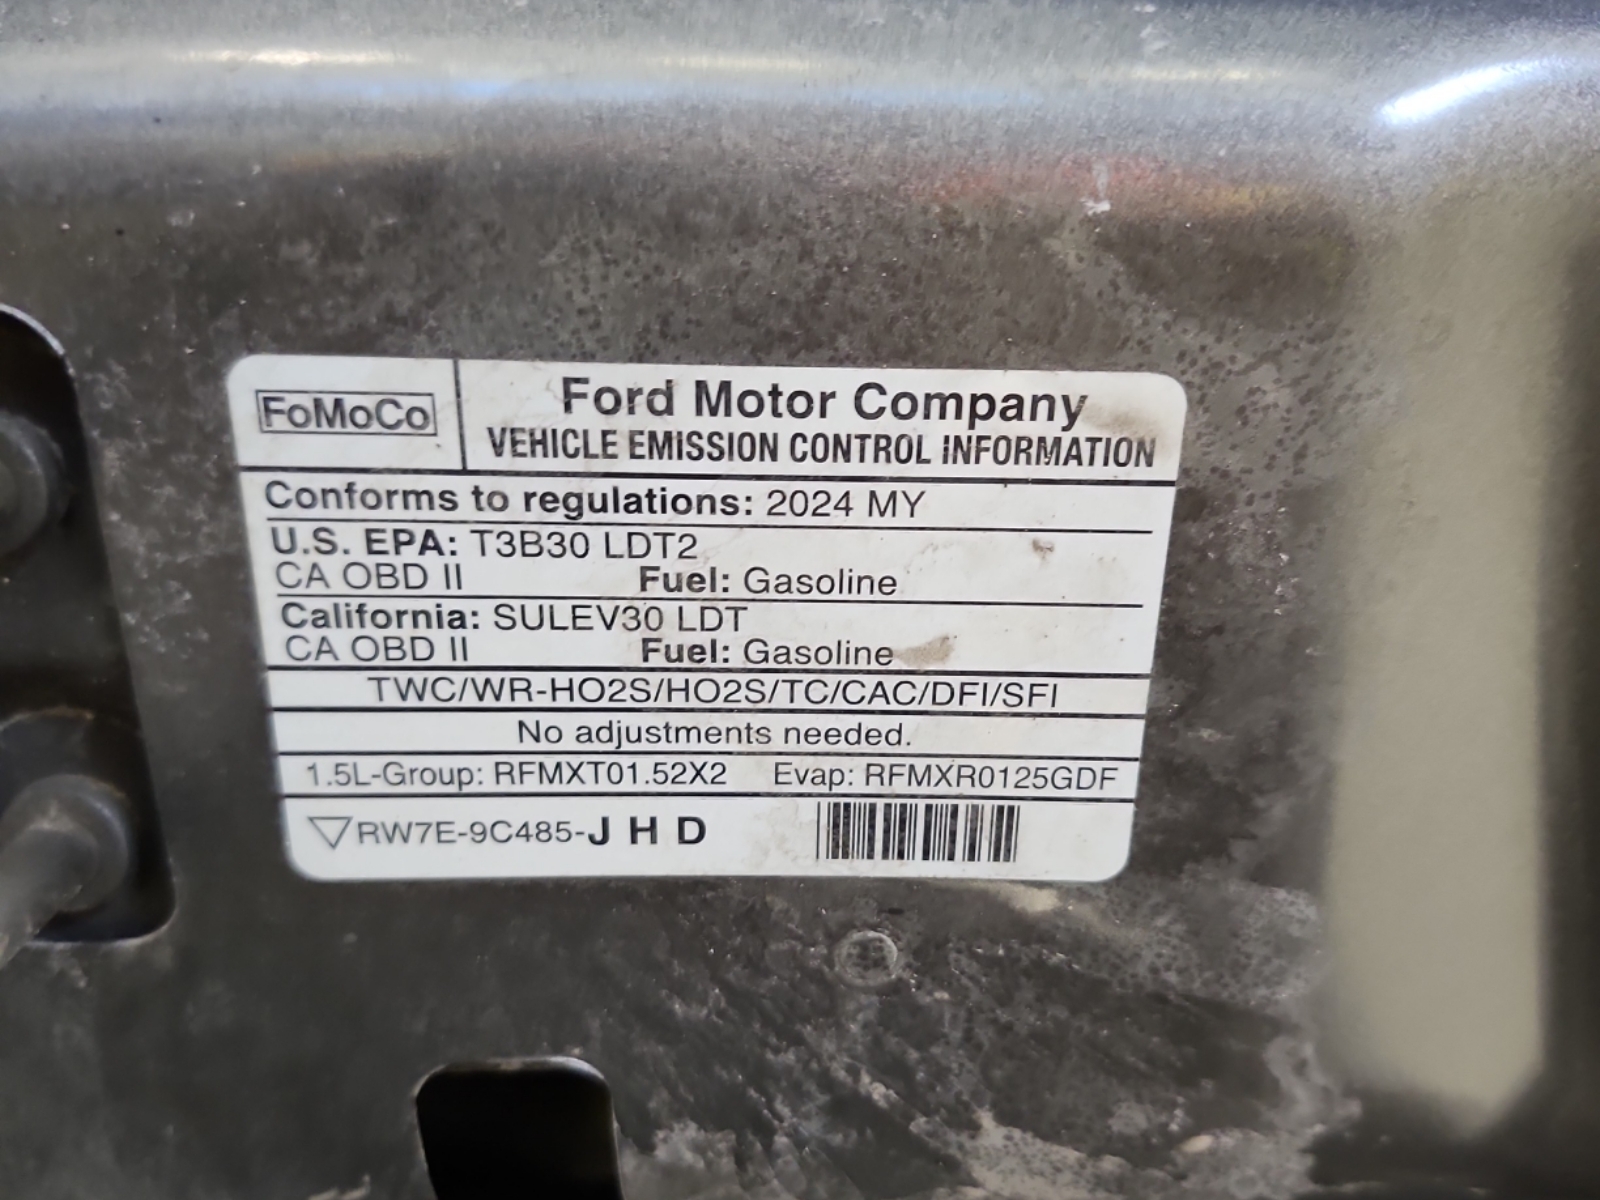 FoMoCo
Ford Motor Company
VEHICLE EMISSION CONTROL INFORMATION
Conforms to regulations: 2024 MY
U.S. EPA: T3B30 LDT2
CA OBD II Fuel: Gasoline
California: SULEV30 LDT
CA OBD II Fuel: Gasoline
TWC/WR-HO2S/HO2S/TC/CAC/DFI/SFI
No adjustments needed.
1.5L-Group: RFMXT01.52X2 Evap: RFMXR0125GDF
RW7E-9C485-J H D